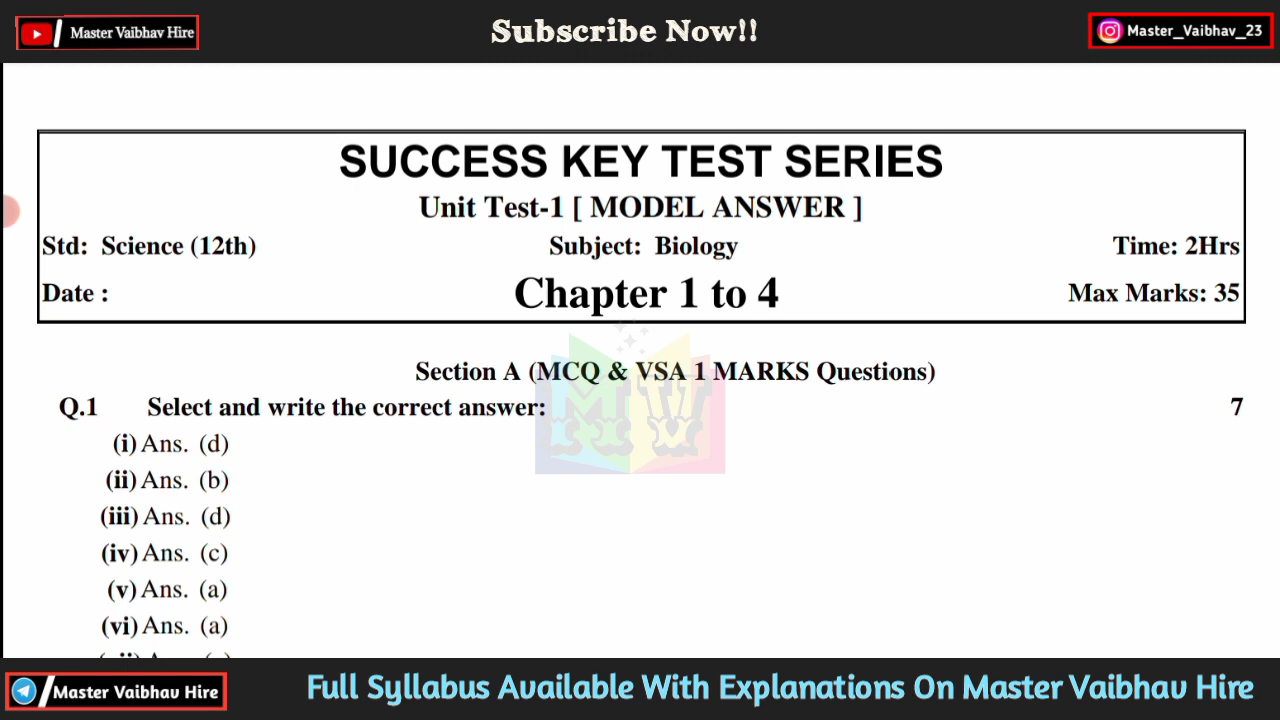 Master Vaibhav Hire
Subscribe Now!!
Master_Vaibhav_23
SUCCESS KEY TEST SERIES
Unit Test-1 [ MODEL ANSWER ]
Std: Science (12th) Subject: Biology Time: 2Hrs
Date : Chapter 1 to 4 Max Marks: 35
Section A (MCQ & VSA 1 MARKS Questions)
Q.1 Select and write the correct answer: 7
(i) Ans. (d)
(ii) Ans. (b)
(iii) Ans. (d)
(iv) Ans. (c)
(v) Ans. (a)
(vi) Ans. (a)
MW
Master Vaibhav Hire
Full Syllabus Available With Explanations On Master Vaibhav Hire